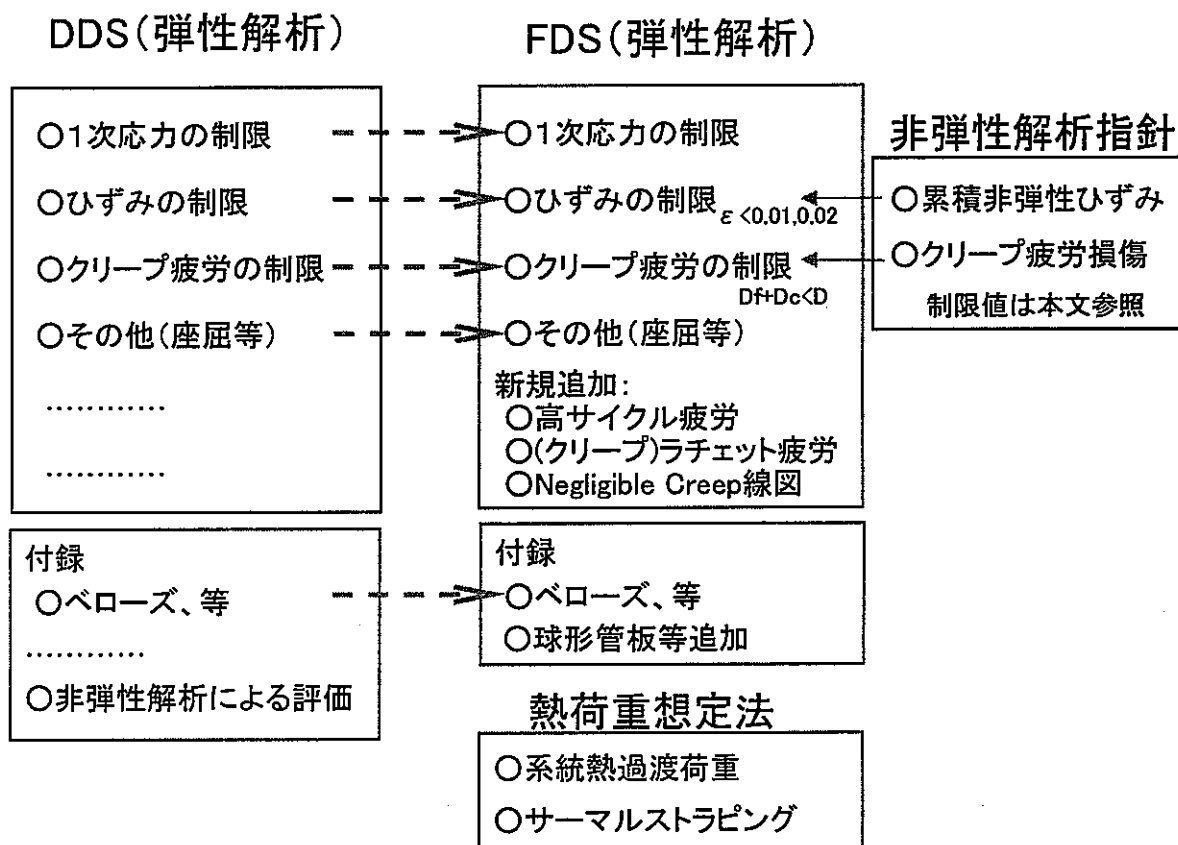 DDS(弾性解析)
○1次応力の制限
○ひずみの制限
○クリープ疲労の制限
○その他(座屈等)
…………
…………
付録
○ベローズ、等
…………
○非弾性解析による評価
FDS(弾性解析)
○1次応力の制限
○ひずみの制限 ε<0.01,0.02
○クリープ疲労の制限
Df+Dc<D
○その他(座屈等)
新規追加:
○高サイクル疲労
○(クリープ)ラチェット疲労
○Negligible Creep線図
付録
○ベローズ、等
○球形管板等追加
熱荷重想定法
○系統熱過渡荷重
○サーマルストラピング
非弾性解析指針
○累積非弾性ひずみ
○クリープ疲労損傷
制限値は本文参照